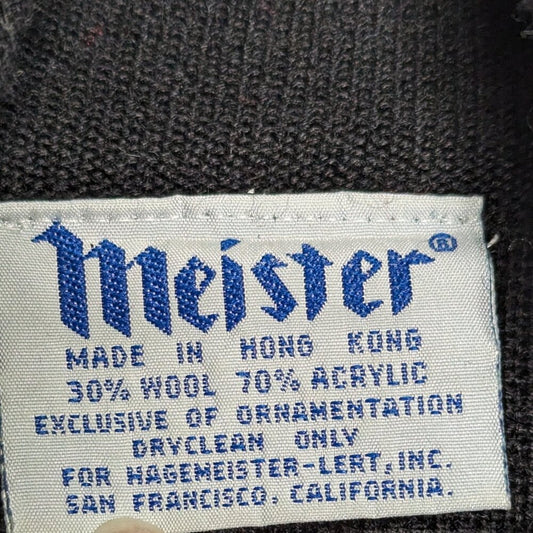 Meister®
MADE IN HONG KONG
30% WOOL 70% ACRYLIC
EXCLUSIVE OF ORNAMENTATION
DRYCLEAN ONLY
FOR HAGEMEISTER-LERT, INC.
SAN FRANCISCO, CALIFORNIA.